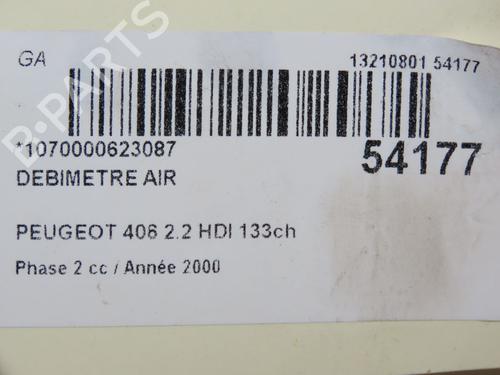 GA
13210801 54177
*1070000623087
54177
DEBIMETRE AIR
PEUGEOT 406 2.2 HDI 133ch
Phase 2 cc / Année 2000
B-PARTS